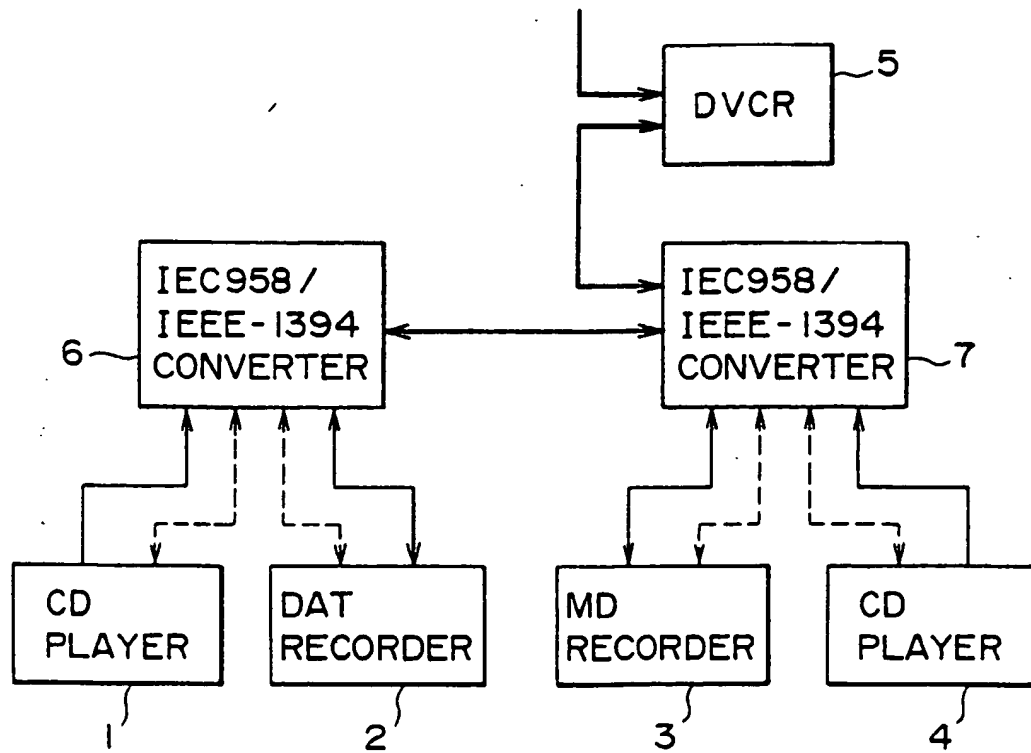 DVCR
5
IEC958/
IEEE-1394
CONVERTER
6
IEC958/
IEEE-1394
CONVERTER
7
CD
PLAYER
DAT
RECORDER
MD
RECORDER
CD
PLAYER
1
2
3
4